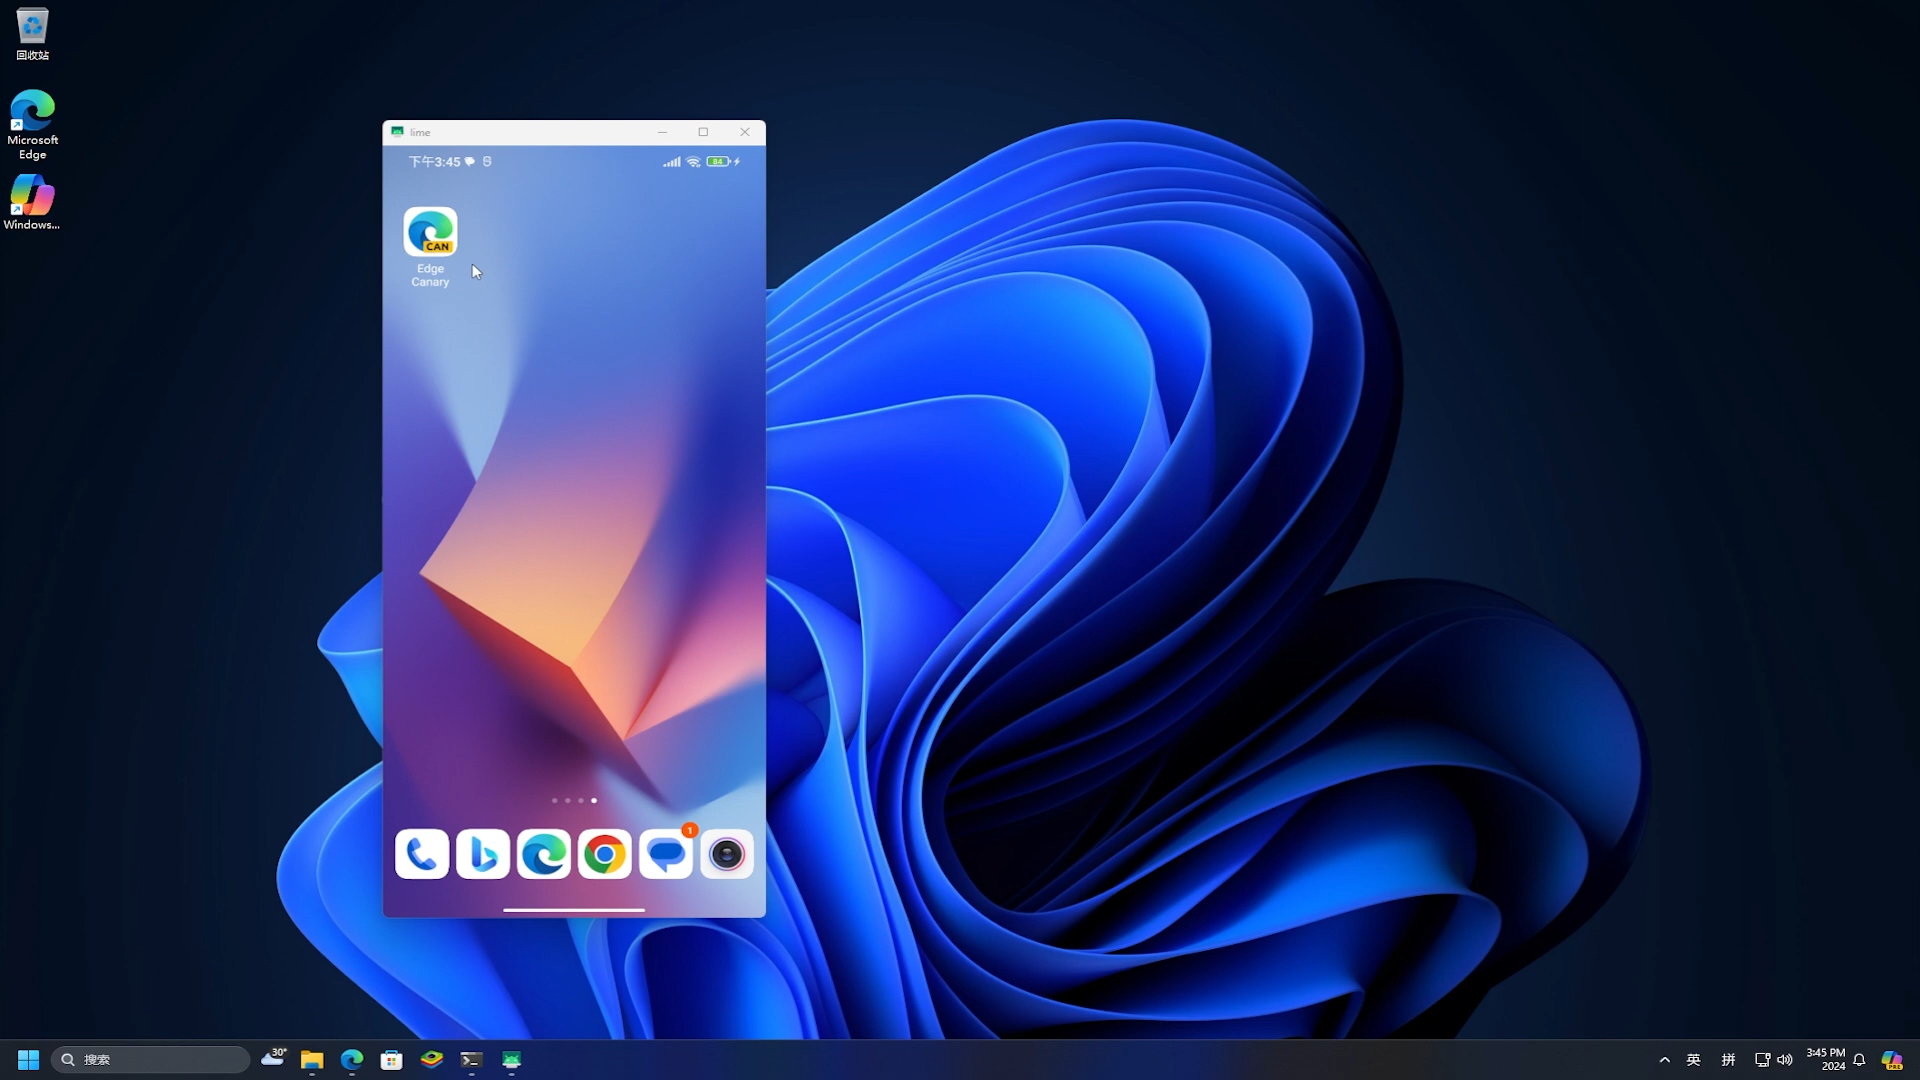 回收站
Microsoft
Edge
Windows...
lime
下午3:45
84
CAN
Edge
Canary
1
搜索
30°
英
拼
3:45 PM
2024
PRE